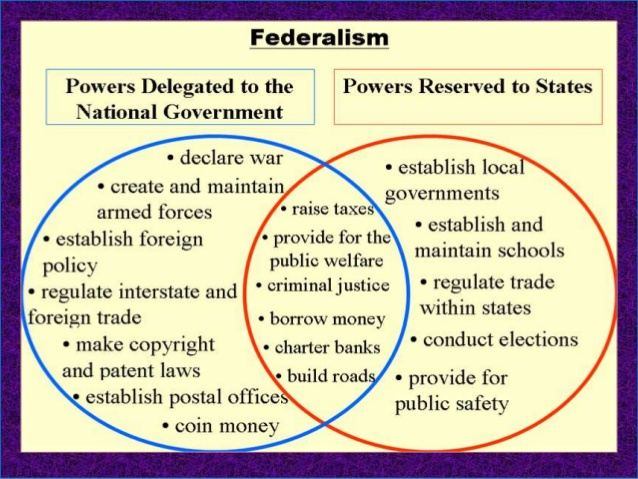 Federalism
Powers Delegated to the
National Government
Powers Reserved to States
• declare war
• create and maintain
armed forces
• establish foreign
policy
• regulate interstate and
foreign trade
• make copyright
and patent laws
• establish postal offices
• coin money
• raise taxes
• provide for the
public welfare
• criminal justice
• borrow money
• charter banks
• build roads
• establish local
governments
• establish and
maintain schools
• regulate trade
within states
• conduct elections
• provide for
public safety